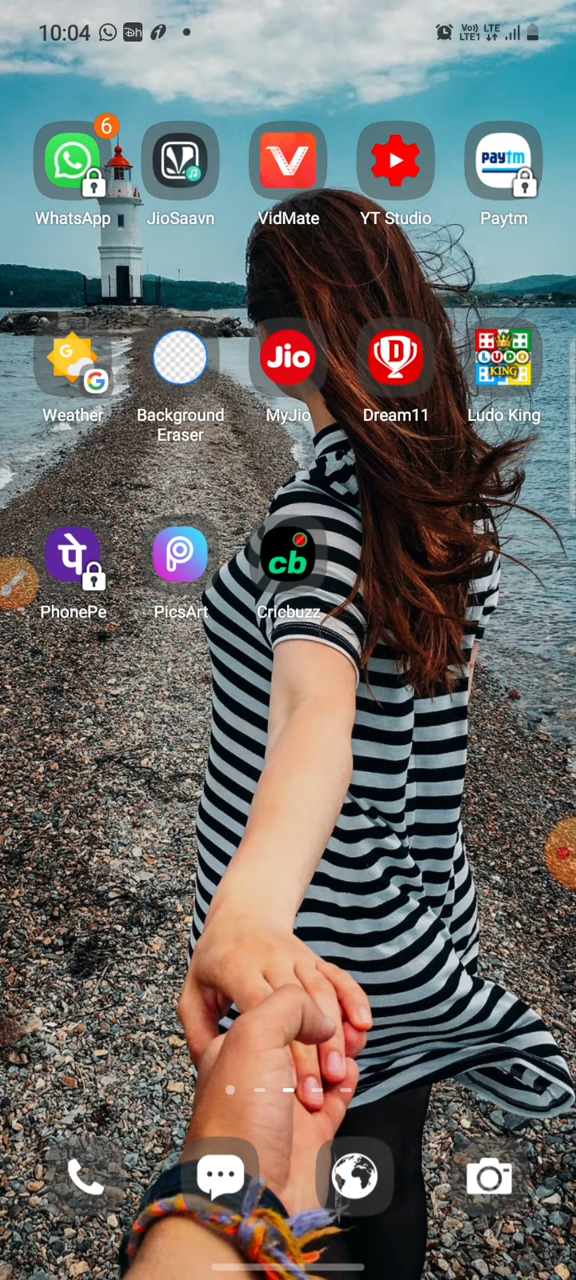 10:04
Vo)) LTE
LTE1
6
Paytm
WhatsApp
JioSaavn
VidMate
YT Studio
Paytm
G
G
Jio
D
LUDO
KING
Weather
Background
Eraser
MyJio
Dream11
Ludo King
पे
P
cb
PhonePe
PicsArt
Cricbuzz